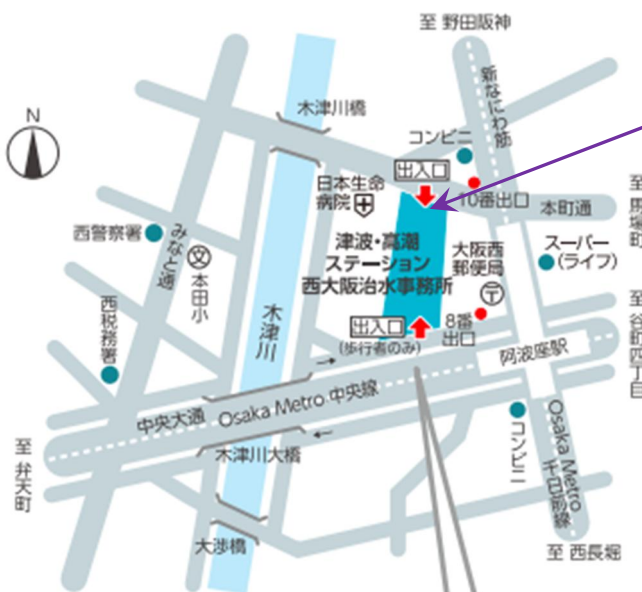 至 野田阪神
新なにわ筋
N
木津川橋
コンビニ
出入口
日本生命
病院
10番出口
本町通
至 馬場町
西警察署
みなと通
文
本田小
津波・高潮
ステーション
西大阪治水事務所
大阪西
郵便局
スーパー
(ライフ)
木津川
出入口
(歩行者のみ)
8番
出口
至 谷町四丁目
西税務署
阿波座駅
中央大通
Osaka Metro 中央線
至 弁天町
木津川大橋
コンビニ
Osaka Metro
千日前線
大渉橋
至 西長堀